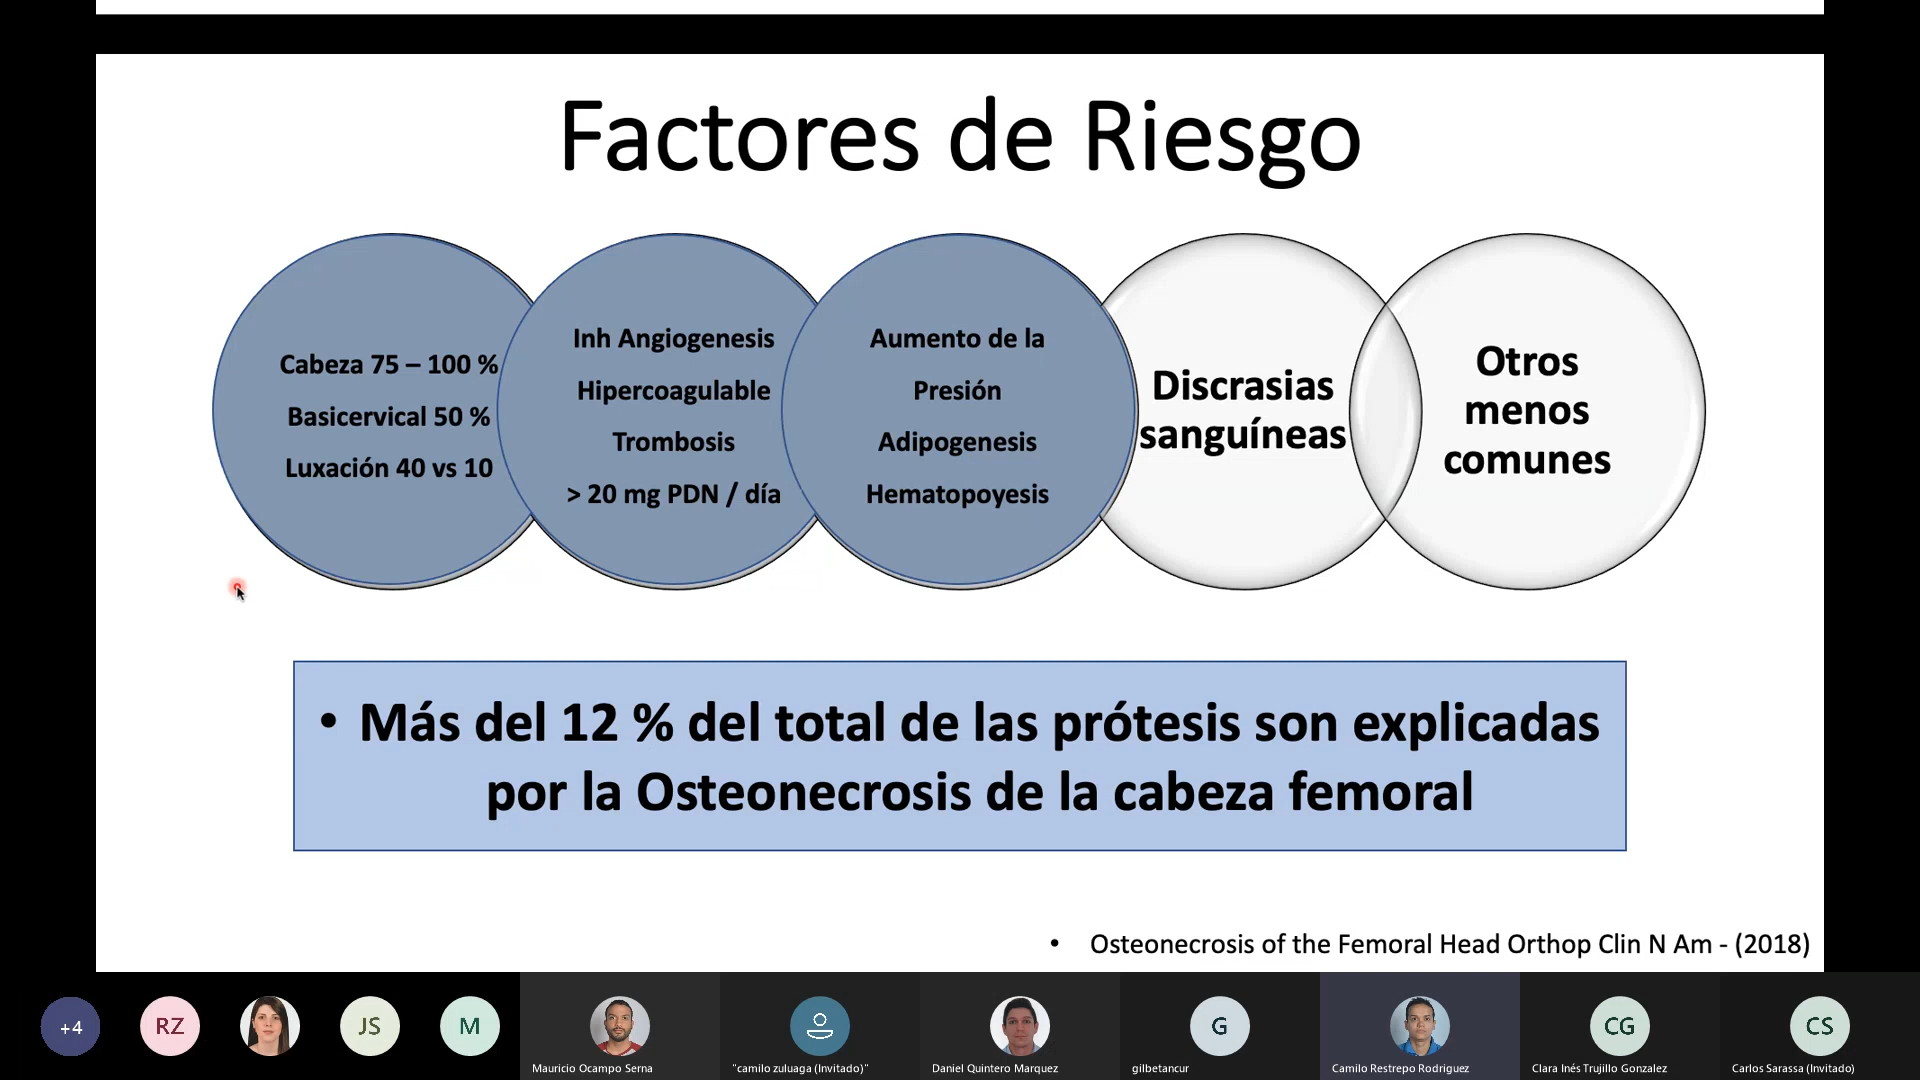 Factores de Riesgo
Cabeza 75 – 100 %
Basicervical 50 %
Luxación 40 vs 10
Inh Angiogenesis
Hipercoagulable
Trombosis
> 20 mg PDN / día
Aumento de la
Presión
Adipogenesis
Hematopoyesis
Discrasias
sanguíneas
Otros
menos
comunes
• Más del 12 % del total de las prótesis son explicadas
por la Osteonecrosis de la cabeza femoral
• Osteonecrosis of the Femoral Head Orthop Clin N Am - (2018)
+4
RZ
JS
M
G
CG
CS
Mauricio Ocampo Serna
"camilo zuluaga (Invitado)"
Daniel Quintero Marquez
gilbetancur
Camilo Restrepo Rodriguez
Clara Inés Trujillo Gonzalez
Carlos Sarassa (Invitado)